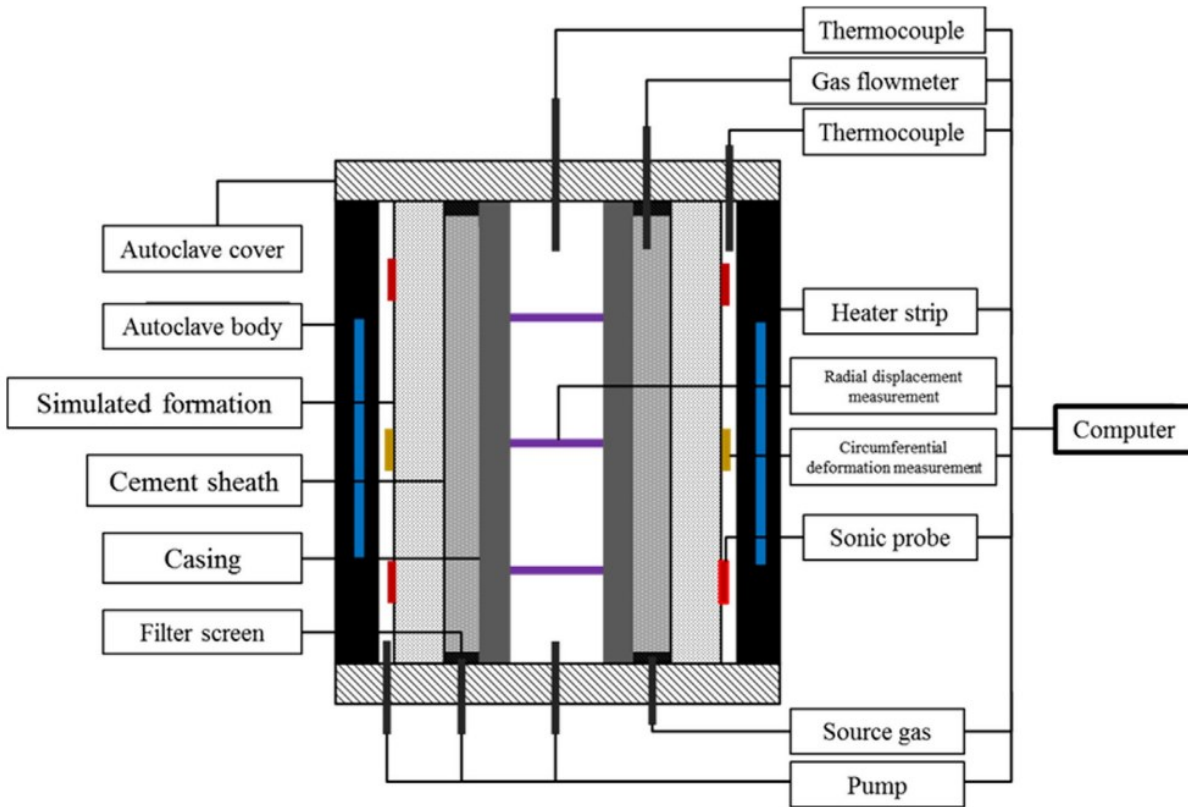 Thermocouple
Gas flowmeter
Thermocouple
Autoclave cover
Autoclave body
Heater strip
Simulated formation
Radial displacement
measurement
Computer
Circumferential
deformation measurement
Cement sheath
Sonic probe
Casing
Filter screen
Source gas
Pump